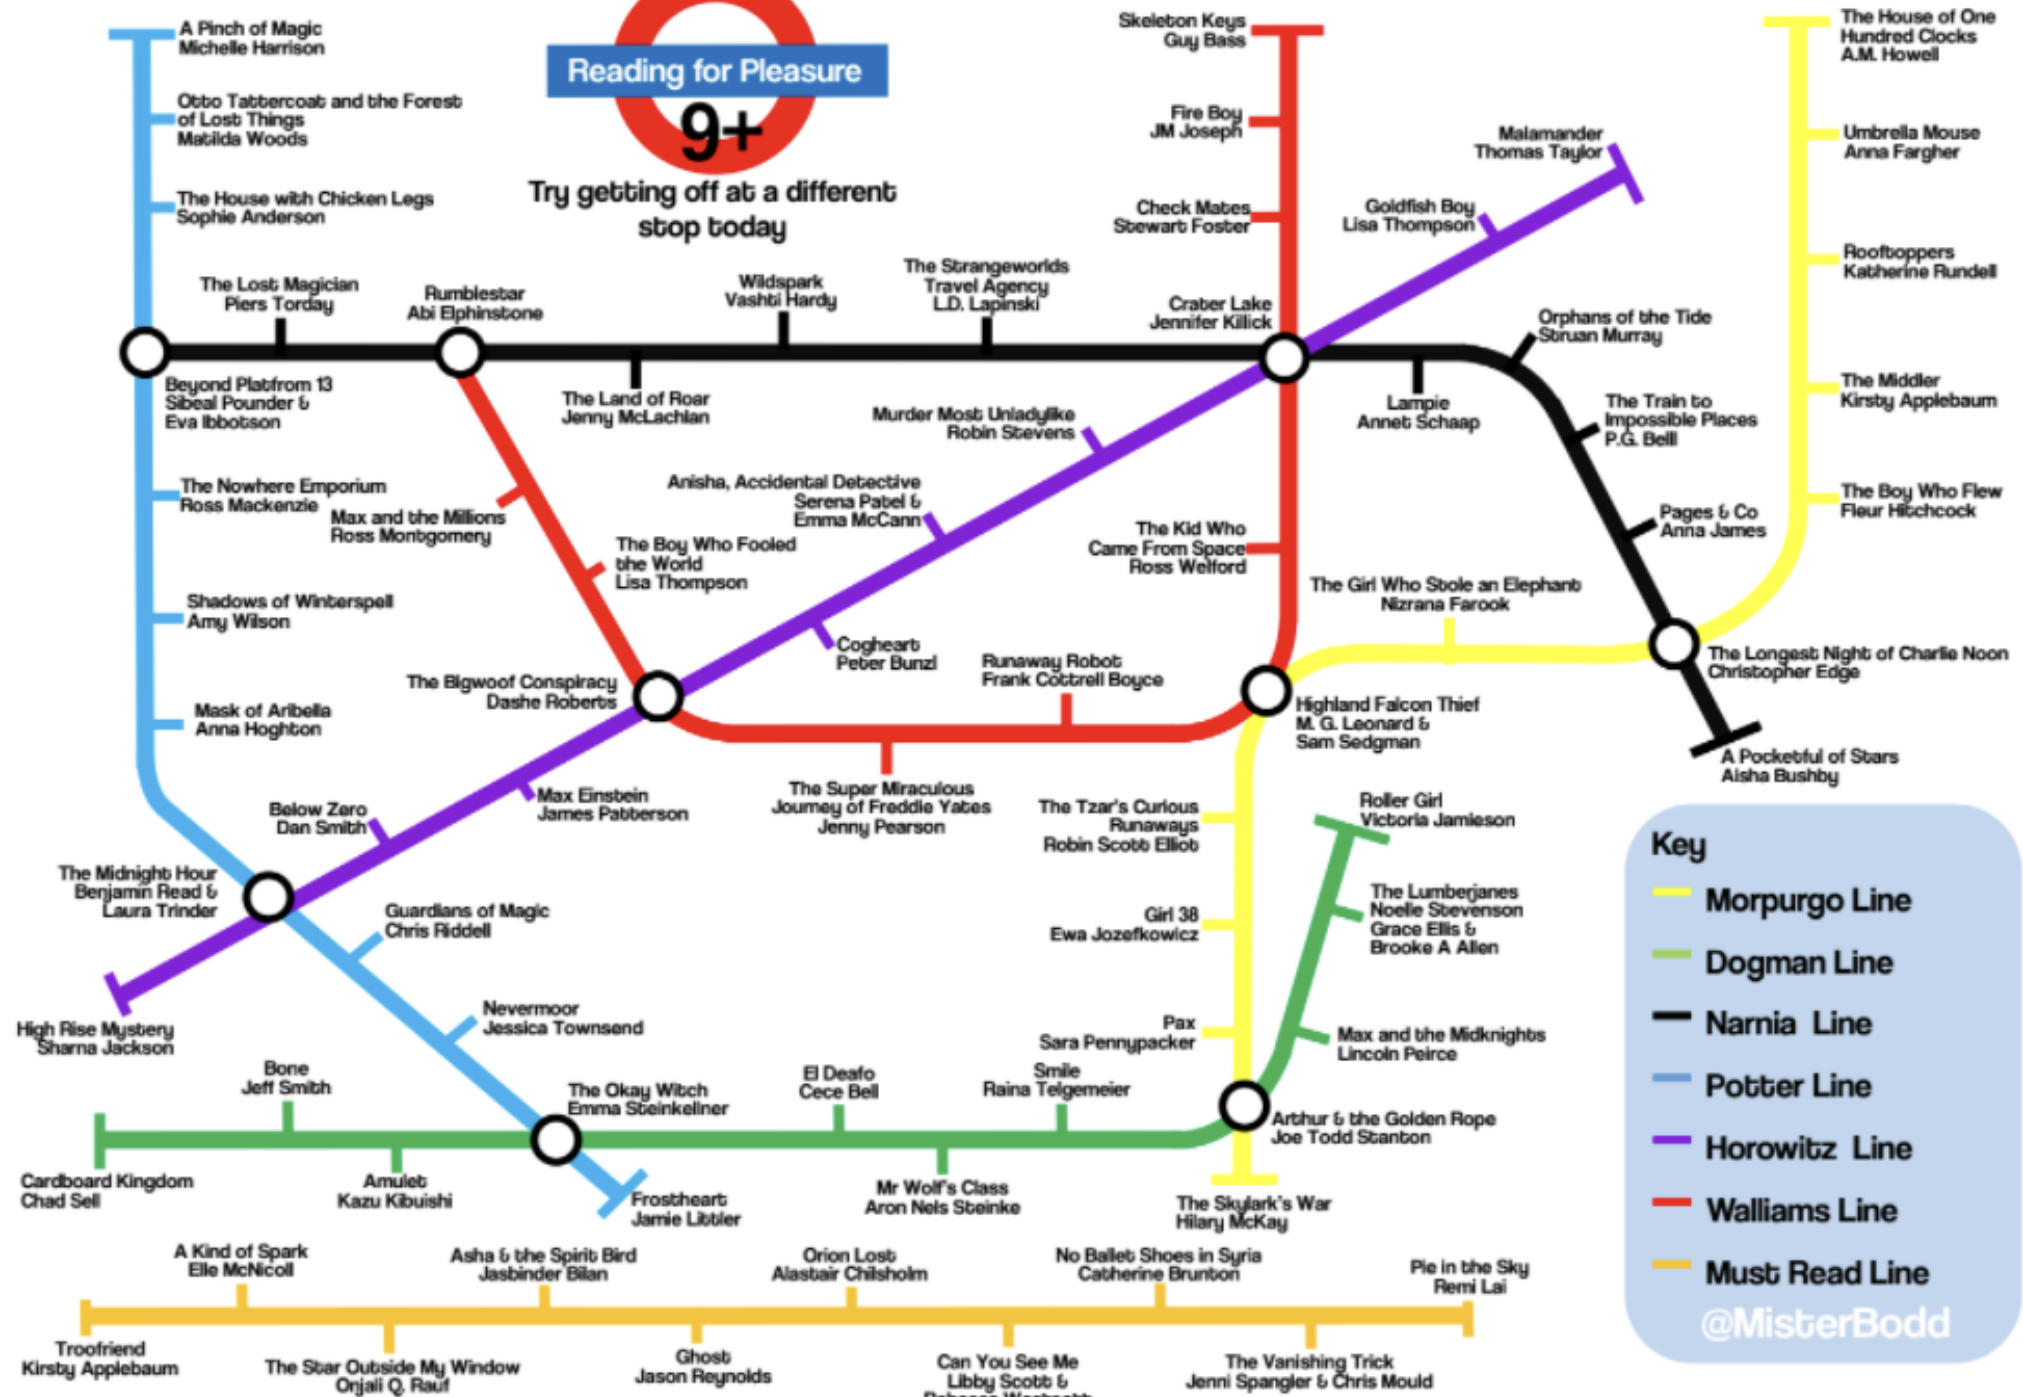 Reading for Pleasure
9+
Try getting off at a different
stop today
A Pinch of Magic
Michelle Harrison
Otto Tattercoat and the Forest
of Lost Things
Matilda Woods
The House with Chicken Legs
Sophie Anderson
Beyond Platfrom 13
Sibeal Pounder &
Eva Ibbotson
The Nowhere Emporium
Ross Mackenzie
Shadows of Winterspell
Amy Wilson
Mask of Aribella
Anna Hoghton
The Midnight Hour
Benjamin Read &
Laura Trinder
Guardians of Magic
Chris Riddell
Nevermoor
Jessica Townsend
The Okay Witch
Emma Steinkellner
Frostheart
Jamie Littler
The Lost Magician
Piers Torday
Rumblestar
Abi Elphinstone
The Land of Roar
Jenny McLachlan
Wildspark
Vashti Hardy
The Strangeworlds
Travel Agency
L.D. Lapinski
Crater Lake
Jennifer Killick
Lampie
Annet Schaap
Orphans of the Tide
Struan Murray
The Train to
Impossible Places
P.G. Bell
Pages & Co
Anna James
The Longest Night of Charlie Noon
Christopher Edge
A Pocketful of Stars
Aisha Bushby
Skeleton Keys
Guy Bass
Fire Boy
JM Joseph
Check Mates
Stewart Foster
The Kid Who
Came From Space
Ross Welford
Highland Falcon Thief
M. G. Leonard &
Sam Sedgman
Runaway Robot
Frank Cottrell Boyce
The Super Miraculous
Journey of Freddie Yates
Jenny Pearson
The Bigwoof Conspiracy
Dashe Roberts
The Boy Who Fooled
the World
Lisa Thompson
Max and the Millions
Ross Montgomery
Malamander
Thomas Taylor
Goldfish Boy
Lisa Thompson
Murder Most Unladylike
Robin Stevens
Anisha, Accidental Detective
Serena Patel &
Emma McCann
Cogheart
Peter Bunzl
Max Einstein
James Patterson
Below Zero
Dan Smith
High Rise Mystery
Sharna Jackson
The House of One
Hundred Clocks
A.M. Howell
Umbrella Mouse
Anna Fargher
Rooftoppers
Katherine Rundell
The Middler
Kirsty Applebaum
The Boy Who Flew
Fleur Hitchcock
The Girl Who Stole an Elephant
Nizrana Farook
The Tzar's Curious
Runaways
Robin Scott Elliot
Girl 38
Ewa Jozefkowicz
Pax
Sara Pennypacker
Arthur & the Golden Rope
Joe Todd Stanton
The Skylark's War
Hilary McKay
Roller Girl
Victoria Jamieson
The Lumberjanes
Noelle Stevenson
Grace Ellis &
Brooke A Allen
Max and the Midknights
Lincoln Peirce
Smile
Raina Telgemeier
Mr Wolf's Class
Aron Nels Steinke
El Deafo
Cece Bell
Amulet
Kazu Kibuishi
Bone
Jeff Smith
Cardboard Kingdom
Chad Sell
Troofriend
Kirsty Applebaum
A Kind of Spark
Elle McNicoll
The Star Outside My Window
Onjali Q. Rauf
Asha & the Spirit Bird
Jasbinder Bilan
Ghost
Jason Reynolds
Orion Lost
Alastair Chilsholm
Can You See Me
Libby Scott &
No Ballet Shoes in Syria
Catherine Brunton
The Vanishing Trick
Jenni Spangler & Chris Mould
Pie in the Sky
Remi Lai
Key
Morpurgo Line
Dogman Line
Narnia Line
Potter Line
Horowitz Line
Walliams Line
Must Read Line
@MisterBodd